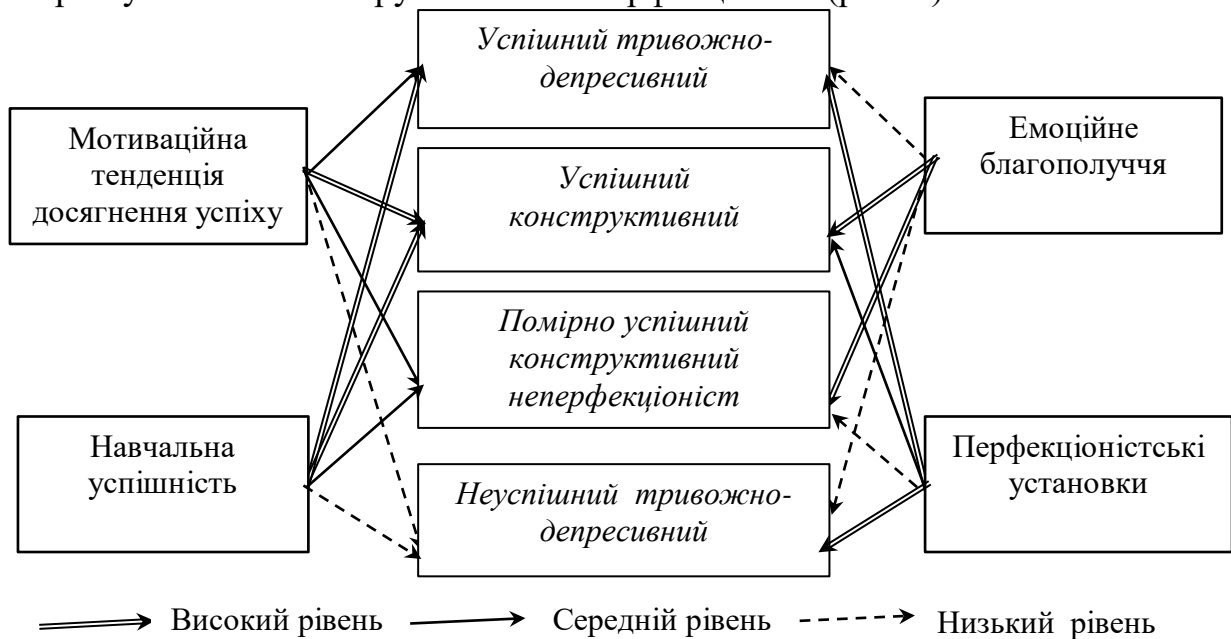 Успішний тривожно-
депресивний
Мотиваційна
тенденція
досягнення успіху
Емоційне
благополуччя
Успішний
конструктивний
Помірно успішний
конструктивний
неперфекціоніст
Навчальна
успішність
Перфекціоністські
установки
Неуспішний тривожно-
депресивний
Високий рівень
Середній рівень
Низький рівень